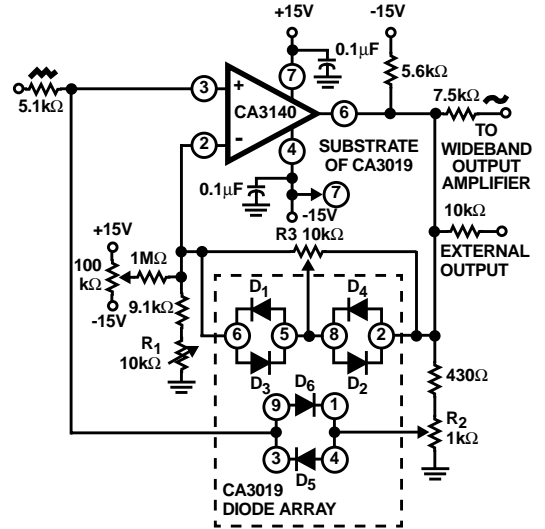 +15V
-15V
0.1µF
5.6kΩ
7
5.1kΩ
3
+
CA3140
6
7.5kΩ
TO
WIDEBAND
OUTPUT
AMPLIFIER
2
-
4
SUBSTRATE
OF CA3019
0.1µF
7
-15V
10kΩ
EXTERNAL
OUTPUT
+15V
R3 10kΩ
1MΩ
100
kΩ
-15V
9.1kΩ
R1
10kΩ
D1
D4
6
5
8
2
D3
D2
430Ω
D6
9
1
R2
1kΩ
3
4
D5
CA3019
DIODE ARRAY